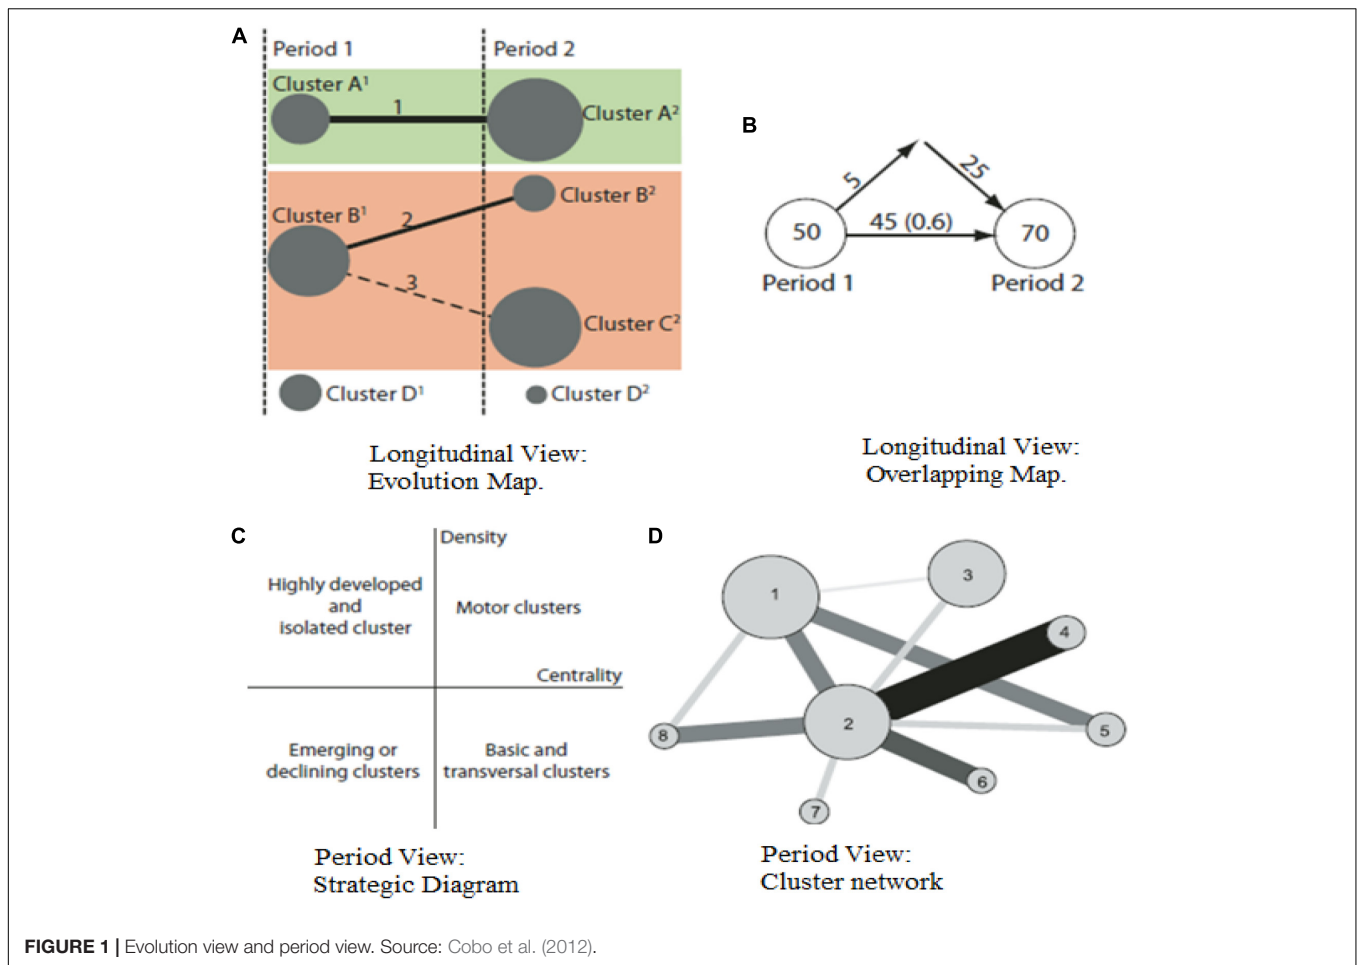 A
Period 1
Period 2
Cluster A¹
1
Cluster A²
Cluster B¹
2
Cluster B²
3
Cluster C²
Cluster D¹
Cluster D²
Longitudinal View:
Evolution Map.
B
5
25
50
45 (0.6)
70
Period 1
Period 2
Longitudinal View:
Overlapping Map.
C
Density
Highly developed
and
isolated cluster
Motor clusters
Centrality
Emerging or
declining clusters
Basic and
transversal clusters
Period View:
Strategic Diagram
D
1
3
4
2
5
8
6
7
Period View:
Cluster network
FIGURE 1 | Evolution view and period view. Source: Cobo et al. (2012).